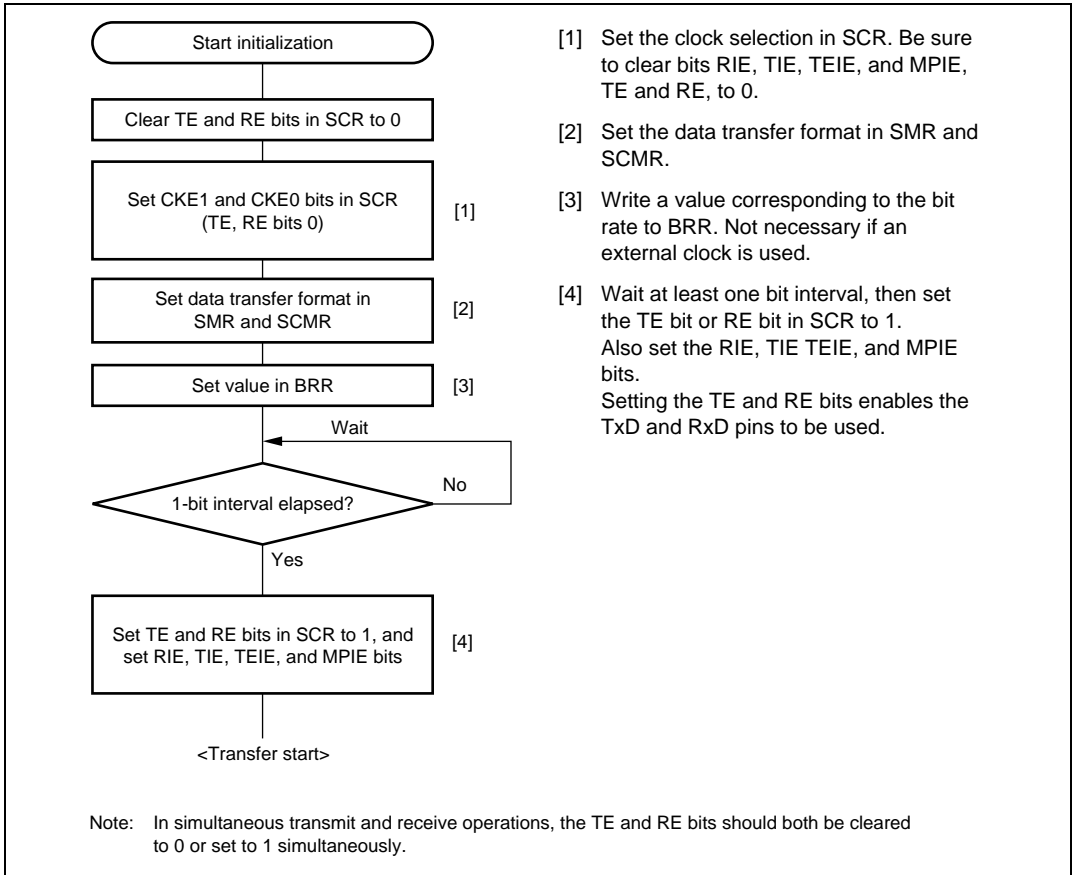 Start initialization
Clear TE and RE bits in SCR to 0
Set CKE1 and CKE0 bits in SCR
(TE, RE bits 0)
[1]
Set data transfer format in
SMR and SCMR
[2]
Set value in BRR
[3]
Wait
No
1-bit interval elapsed?
Yes
Set TE and RE bits in SCR to 1, and
set RIE, TIE, TEIE, and MPIE bits
[4]
<Transfer start>
[1] Set the clock selection in SCR. Be sure
to clear bits RIE, TIE, TEIE, and MPIE,
TE and RE, to 0.
[2] Set the data transfer format in SMR and
SCMR.
[3] Write a value corresponding to the bit
rate to BRR. Not necessary if an
external clock is used.
[4] Wait at least one bit interval, then set
the TE bit or RE bit in SCR to 1.
Also set the RIE, TIE TEIE, and MPIE
bits.
Setting the TE and RE bits enables the
TxD and RxD pins to be used.
Note: In simultaneous transmit and receive operations, the TE and RE bits should both be cleared
to 0 or set to 1 simultaneously.